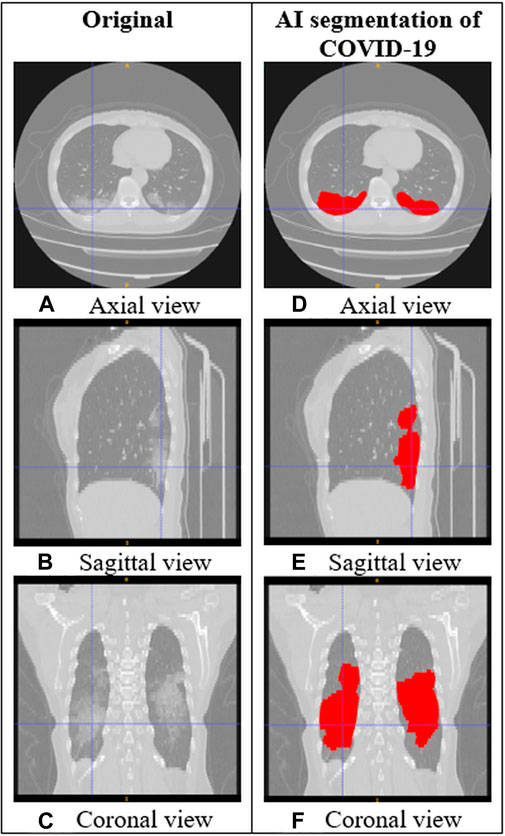 Original
AI segmentation of
COVID-19
A Axial view
D Axial view
B Sagittal view
E Sagittal view
C Coronal view
F Coronal view